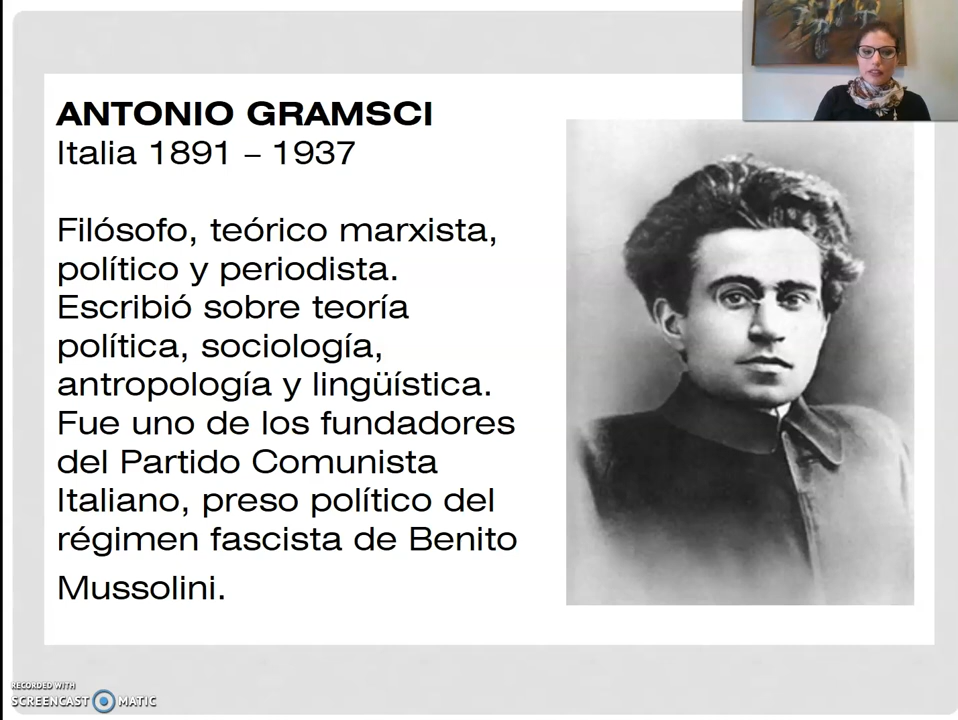 ANTONIO GRAMSCI
Italia 1891 – 1937
Filósofo, teórico marxista,
político y periodista.
Escribió sobre teoría
política, sociología,
antropología y lingüística.
Fue uno de los fundadores
del Partido Comunista
Italiano, preso político del
régimen fascista de Benito
Mussolini.
RECORDED WITH
SCREENCAST MATIC